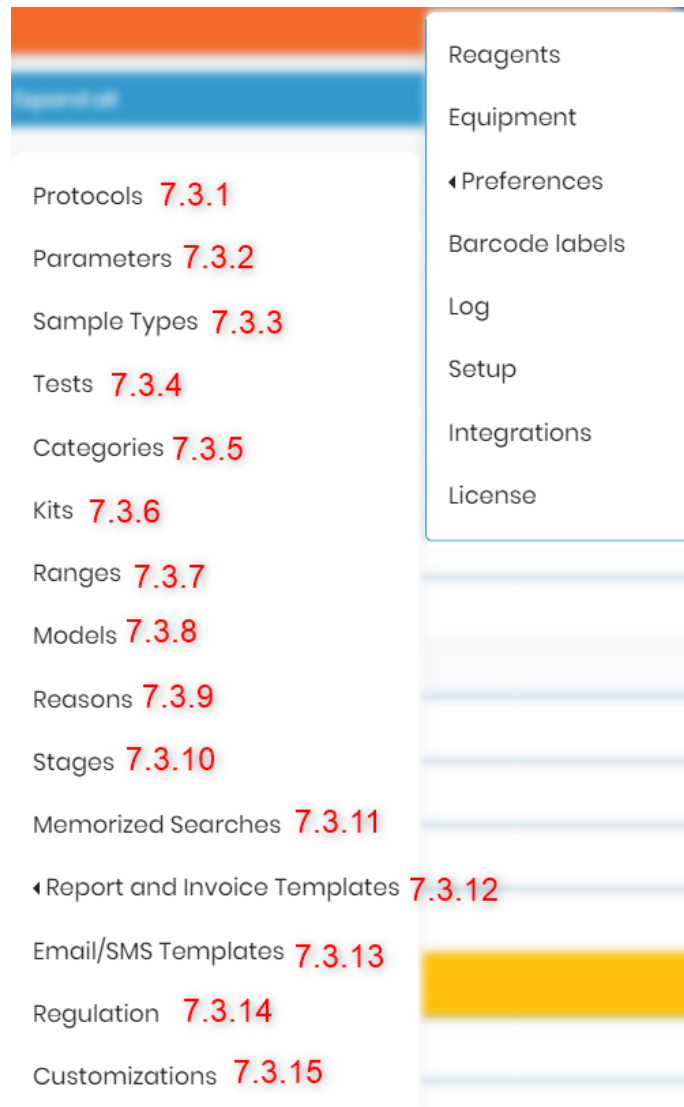 Reagents
Equipment
Preferences
Barcode labels
Log
Setup
Integrations
License
Expand all
Protocols 7.3.1
Parameters 7.3.2
Sample Types 7.3.3
Tests 7.3.4
Categories 7.3.5
Kits 7.3.6
Ranges 7.3.7
Models 7.3.8
Reasons 7.3.9
Stages 7.3.10
Memorized Searches 7.3.11
Report and Invoice Templates 7.3.12
Email/SMS Templates 7.3.13
Regulation 7.3.14
Customizations 7.3.15